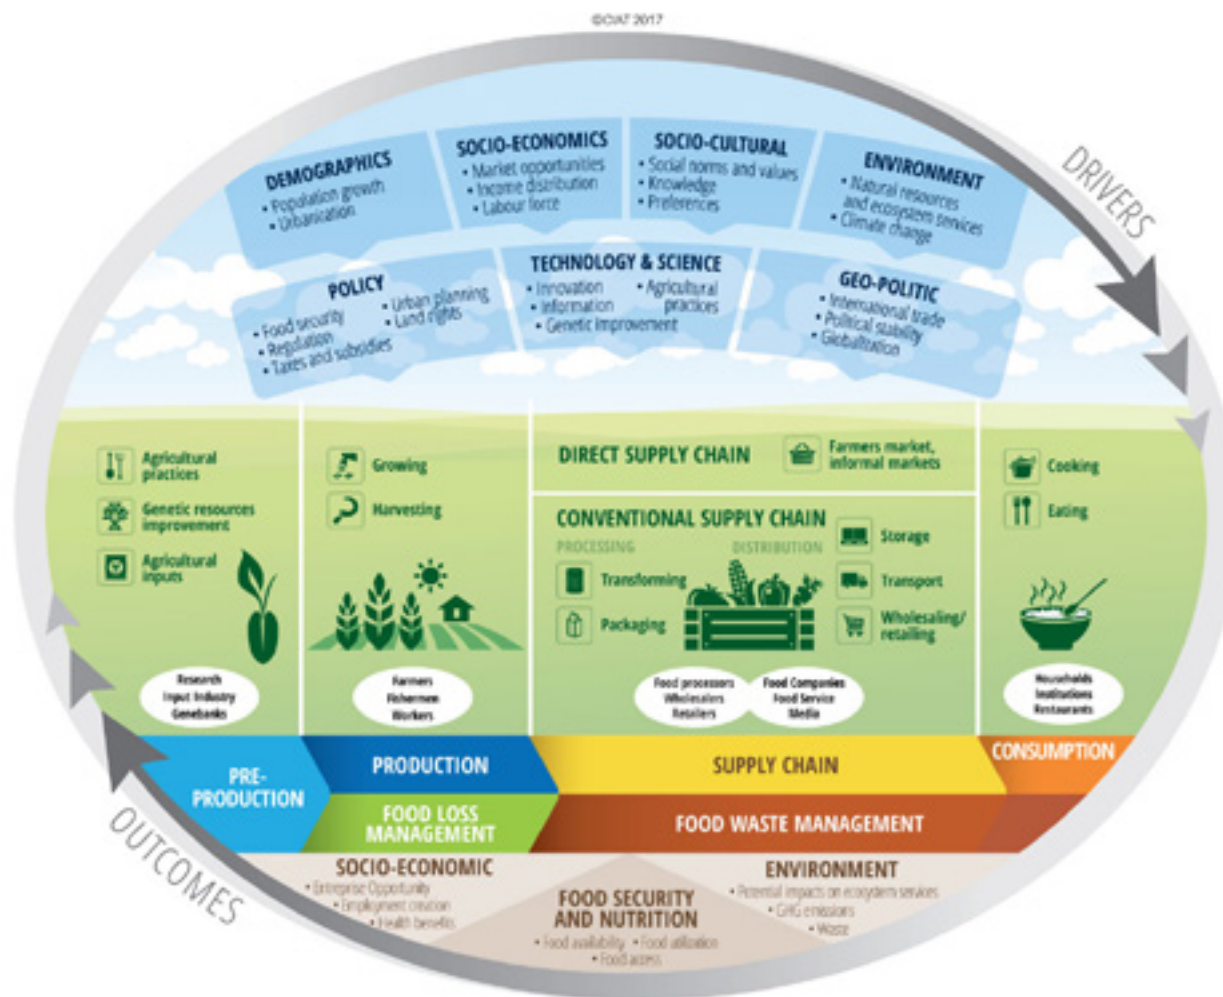 ©CIAT 2017
DRIVERS
DEMOGRAPHICS
• Population growth
• Urbanication
SOCIO-ECONOMICS
• Market opportunities
• Income distribution
• Labour force
SOCIO-CULTURAL
• Social norms and values
• Knowledge
• Preferences
ENVIRONMENT
• Natural resources
and ecosystem services
• Climate change
POLICY
• Food security
• Regulation
• Taxes and subsidies
• Urban planning
• Land rights
TECHNOLOGY & SCIENCE
• Innovation
• Information
• Genetic improvement
• Agricultural
practices
GEO-POLITIC
• International trade
• Political stability
• Globalization
Agricultural
practices
Genetic resources
improvement
Agricultural
inputs
Research
Input Industry
Genebanks
Growing
Harvesting
Farmers
Fishermen
Workers
DIRECT SUPPLY CHAIN
Farmers market,
informal markets
CONVENTIONAL SUPPLY CHAIN
PROCESSING
Transforming
Packaging
DISTRIBUTION
Storage
Transport
Wholesaling/
retailing
Food processors
Wholesalers
Retailers
Food Companies
Food Service
Media
Cooking
Eating
Households
Institutions
Restaurants
PRE-
PRODUCTION
PRODUCTION
SUPPLY CHAIN
CONSUMPTION
FOOD LOSS
MANAGEMENT
FOOD WASTE MANAGEMENT
OUTCOMES
SOCIO-ECONOMIC
• Enterprise Opportunity
• Employment creation
• Health benefits
FOOD SECURITY
AND NUTRITION
• Food availability • Food utilization
• Food access
ENVIRONMENT
• Potential impacts on ecosystem services
• GHG emissions
• Waste